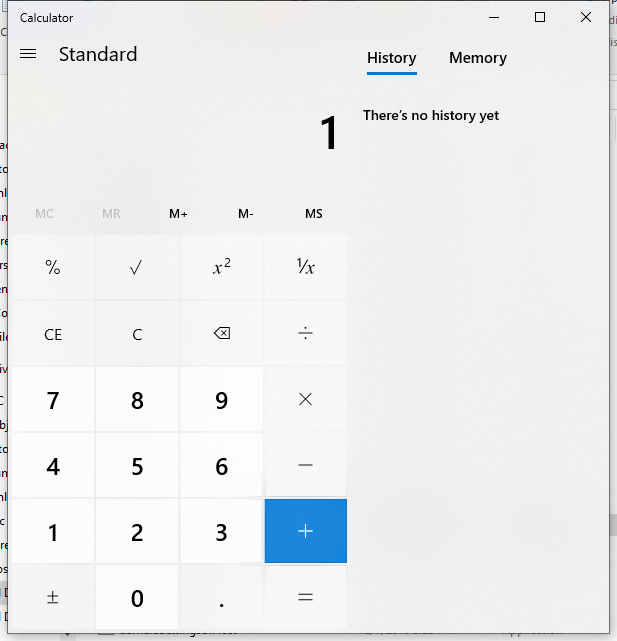 Calculator
Standard
History Memory
1
There's no history yet
MC MR M+ M- MS
% √ x² ¹/x
CE C ÷
7 8 9 ×
4 5 6 −
1 2 3 +
± 0 . =